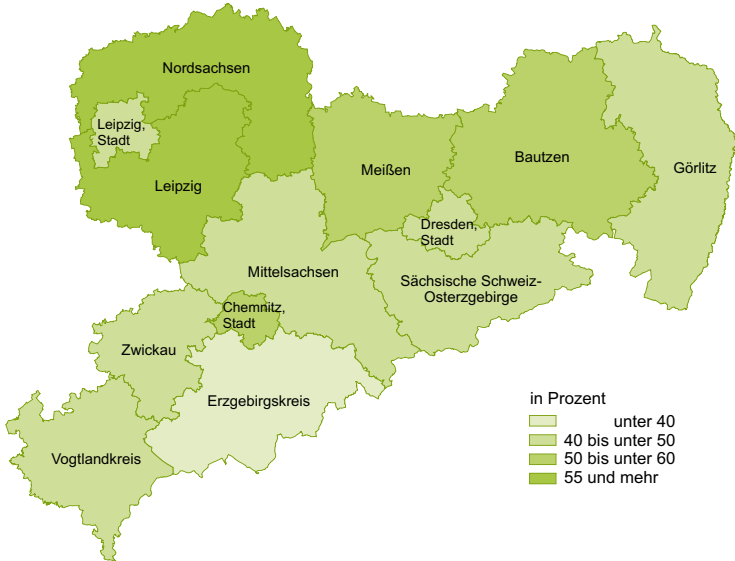 Nordsachsen
Leipzig,
Stadt
Leipzig
Meißen
Bautzen
Görlitz
Dresden,
Stadt
Mittelsachsen
Sächsische Schweiz-
Osterzgebirge
Chemnitz,
Stadt
Zwickau
Erzgebirgskreis
Vogtlandkreis
in Prozent
unter 40
40 bis unter 50
50 bis unter 60
55 und mehr